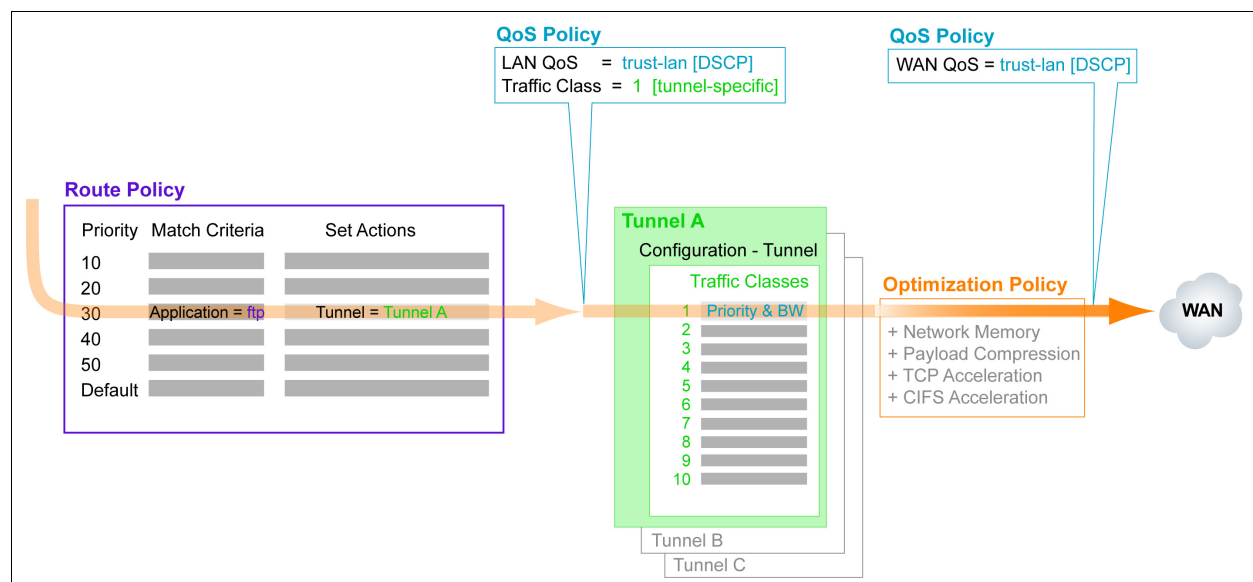 QoS Policy
LAN QoS = trust-lan [DSCP]
Traffic Class = 1 [tunnel-specific]
QoS Policy
WAN QoS = trust-lan [DSCP]
Route Policy
Priority Match Criteria Set Actions
10
20
30 Application = ftp Tunnel = Tunnel A
40
50
Default
Tunnel A
Configuration - Tunnel
Traffic Classes
1 Priority & BW
2
3
4
5
6
7
8
9
10
Tunnel B
Tunnel C
Optimization Policy
+ Network Memory
+ Payload Compression
+ TCP Acceleration
+ CIFS Acceleration
WAN